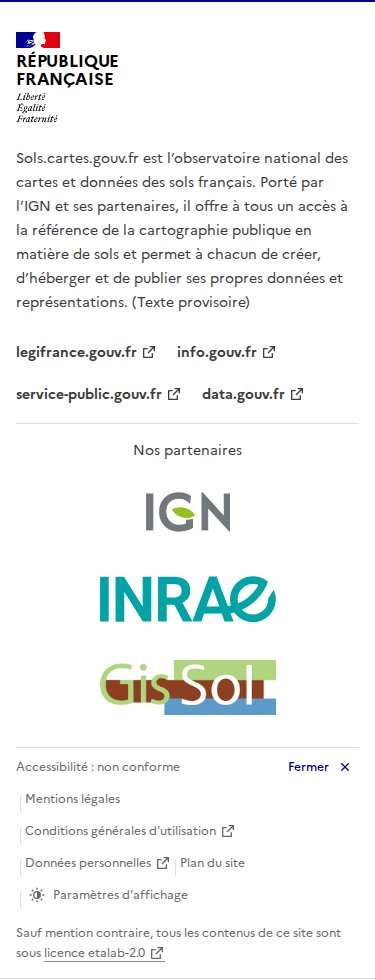 RÉPUBLIQUE
FRANÇAISE
Liberté
Égalité
Fraternité
Sols.cartes.gouv.fr est l’observatoire national des
cartes et données des sols français. Porté par
l’IGN et ses partenaires, il offre à tous un accès à
la référence de la cartographie publique en
matière de sols et permet à chacun de créer,
d’héberger et de publier ses propres données et
représentations. (Texte provisoire)
legifrance.gouv.fr info.gouv.fr
service-public.gouv.fr data.gouv.fr
Nos partenaires
IGN
INRAE
GisSol
Accessibilité : non conforme Fermer
Mentions légales
Conditions générales d'utilisation
Données personnelles Plan du site
Paramètres d'affichage
Sauf mention contraire, tous les contenus de ce site sont
sous licence etalab-2.0